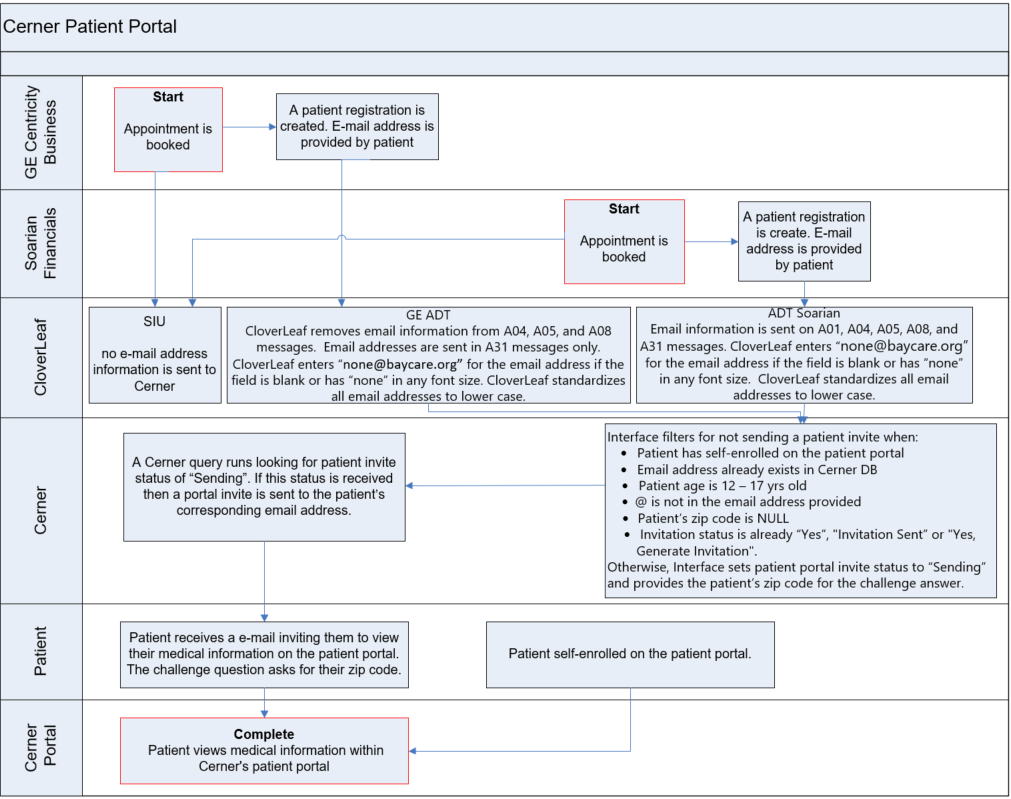 Cerner Patient Portal
GE Centricity
Business
Start
Appointment is
booked
A patient registration is
created. E-mail address is
provided by patient
Soarian
Financials
Start
Appointment is
booked
A patient registration
is create. E-mail
address is provided
by patient
CloverLeaf
SIU
no e-mail address
information is sent to
Cerner
GE ADT
CloverLeaf removes email information from A04, A05, and A08
messages.  Email addresses are sent in A31 messages only.
CloverLeaf enters “none@baycare.org” for the email address if the
field is blank or has “none” in any font size. CloverLeaf standardizes
all email addresses to lower case.
ADT Soarian
Email information is sent on A01, A04, A05, A08, and
A31 messages. CloverLeaf enters “none@baycare.org”
for the email address if the field is blank or has “none”
in any font size.  CloverLeaf standardizes all email
addresses to lower case.
Cerner
A Cerner query runs looking for patient invite
status of “Sending”. If this status is received
then a portal invite is sent to the patient’s
corresponding email address.
Interface filters for not sending a patient invite when:
• Patient has self-enrolled on the patient portal
• Email address already exists in Cerner DB
• Patient age is 12 – 17 yrs old
• @ is not in the email address provided
• Patient’s zip code is NULL
• Invitation status is already “Yes”, "Invitation Sent” or "Yes,
Generate Invitation".
Otherwise, Interface sets patient portal invite status to “Sending”
and provides the patient’s zip code for the challenge answer.
Patient
Patient receives a e-mail inviting them to view
their medical information on the patient portal.
The challenge question asks for their zip code.
Patient self-enrolled on the patient portal.
Cerner
Portal
Complete
Patient views medical information within
Cerner's patient portal